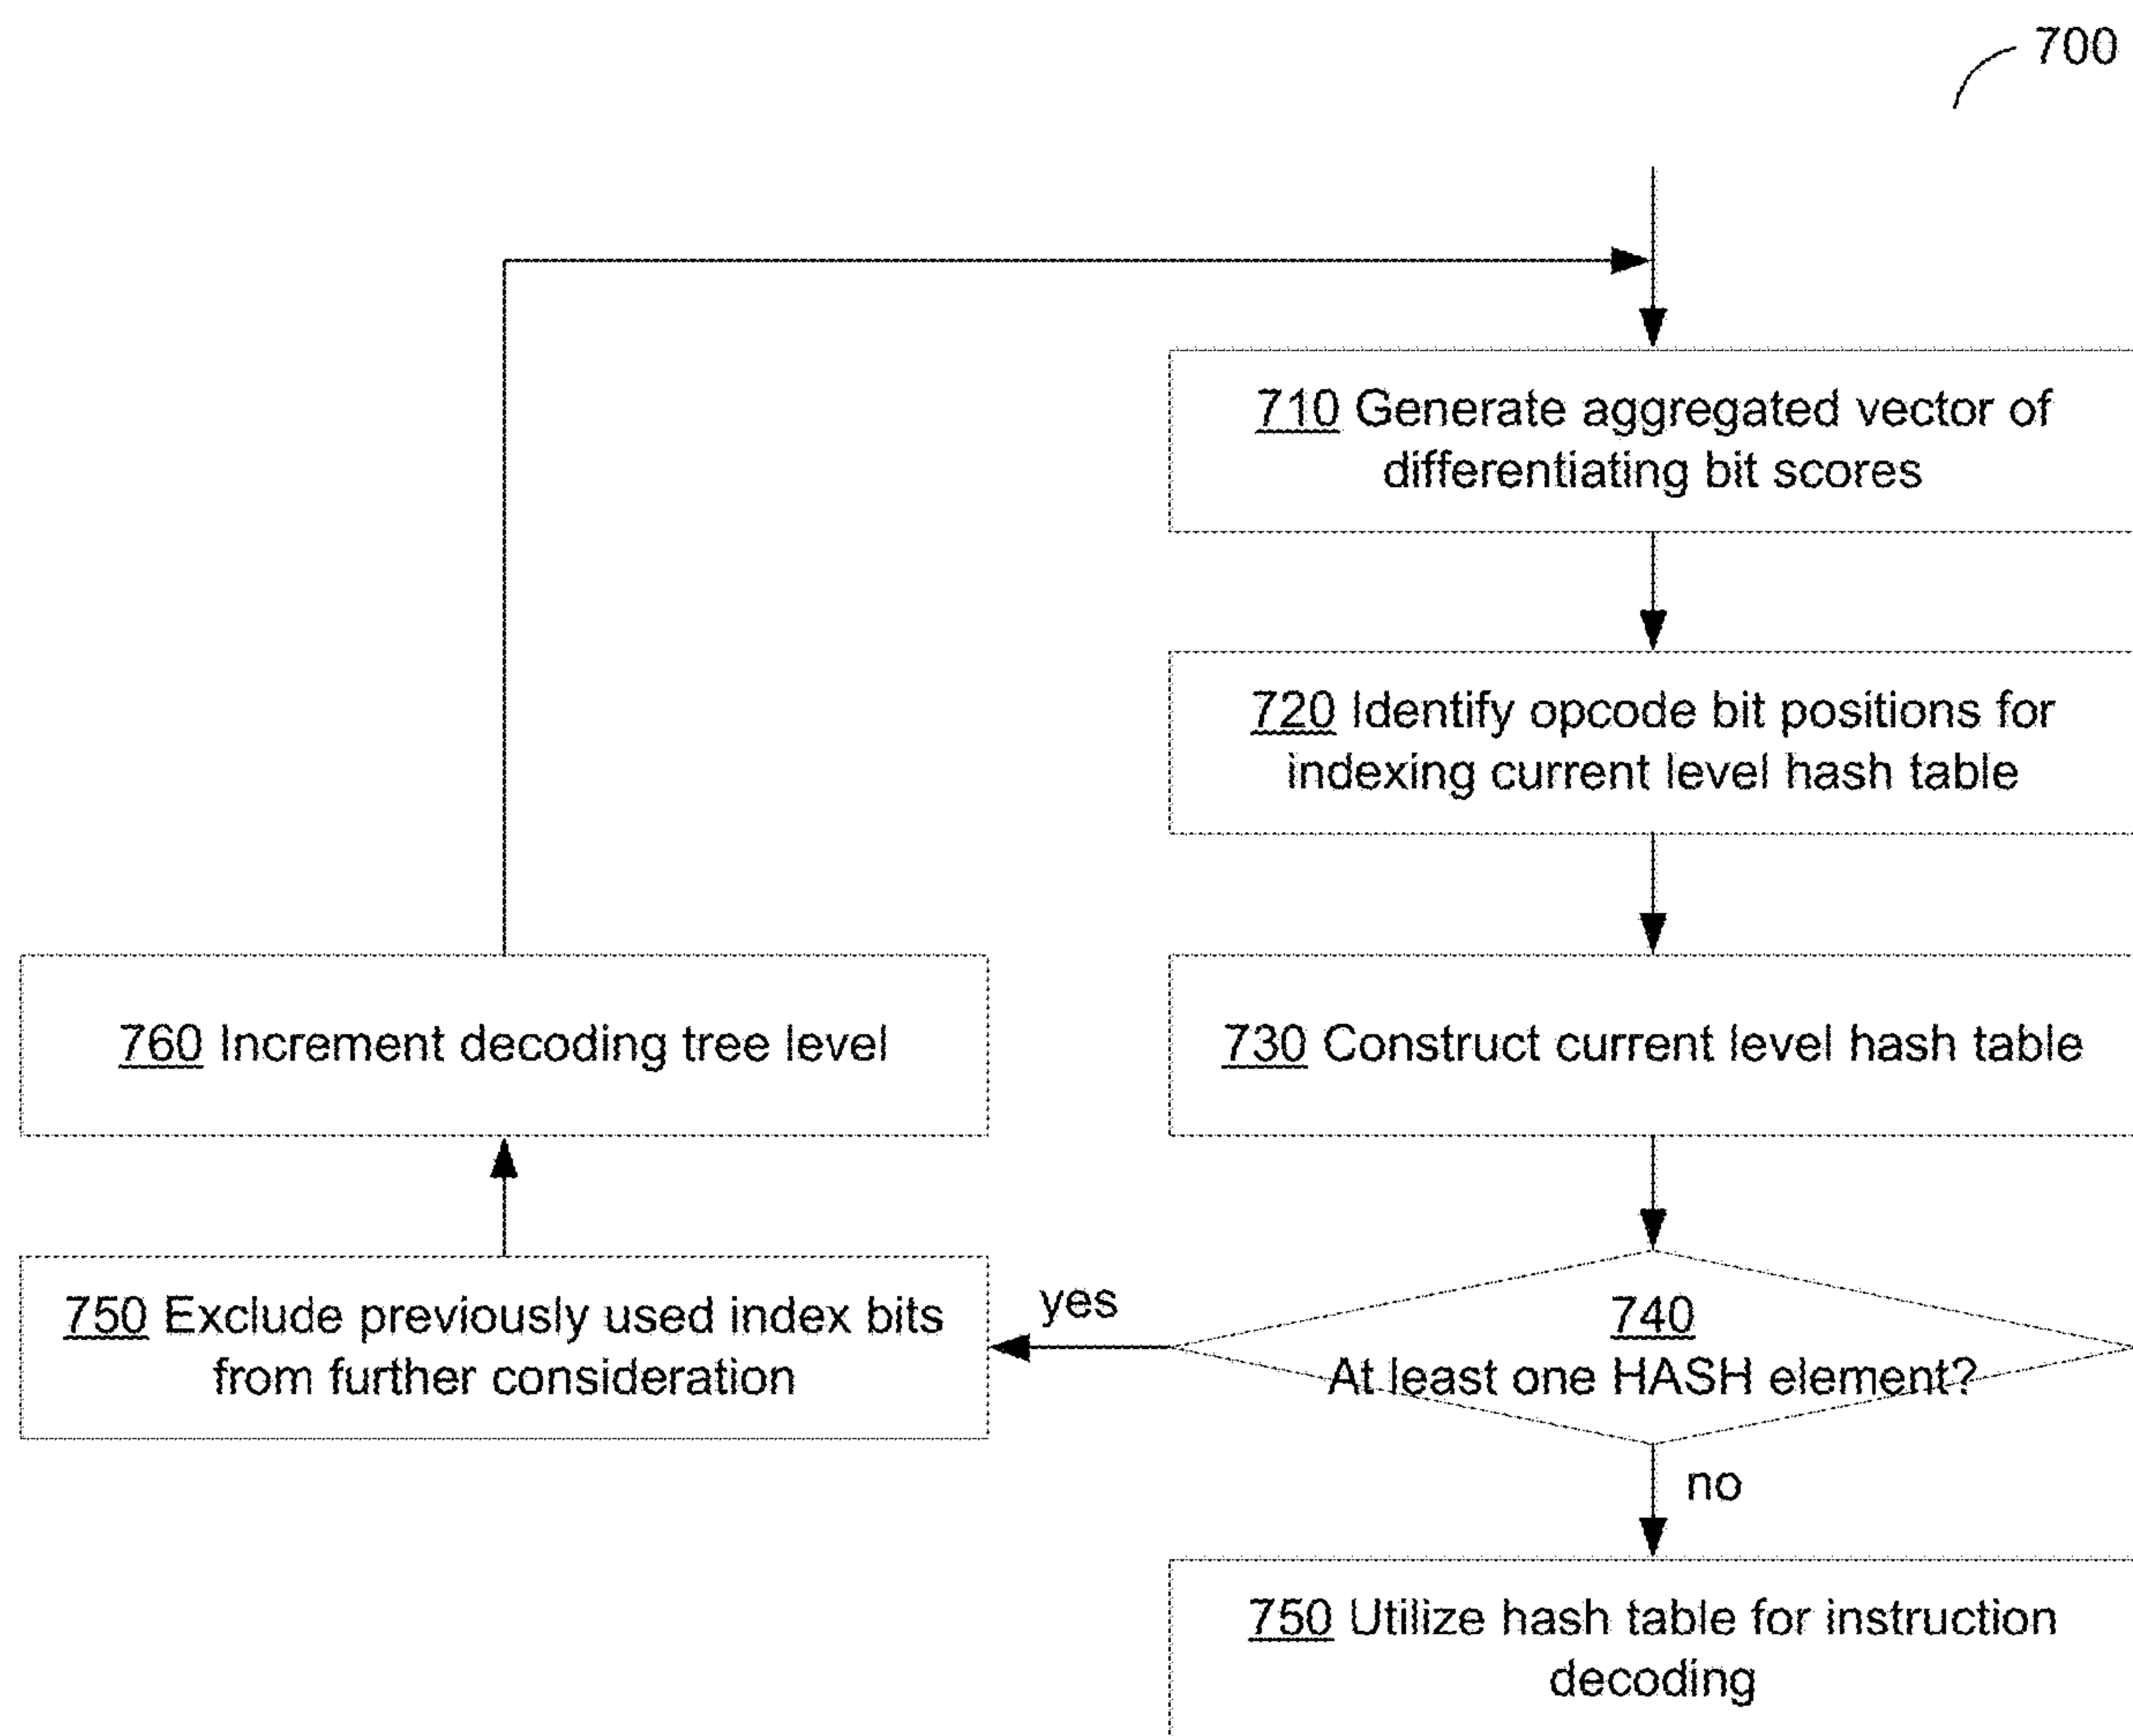 700
710 Generate aggregated vector of
differentiating bit scores
720 Identify opcode bit positions for
indexing current level hash table
760 Increment decoding tree level
730 Construct current level hash table
750 Exclude previously used index bits
from further consideration
yes
740
At least one HASH element?
no
750 Utilize hash table for instruction
decoding